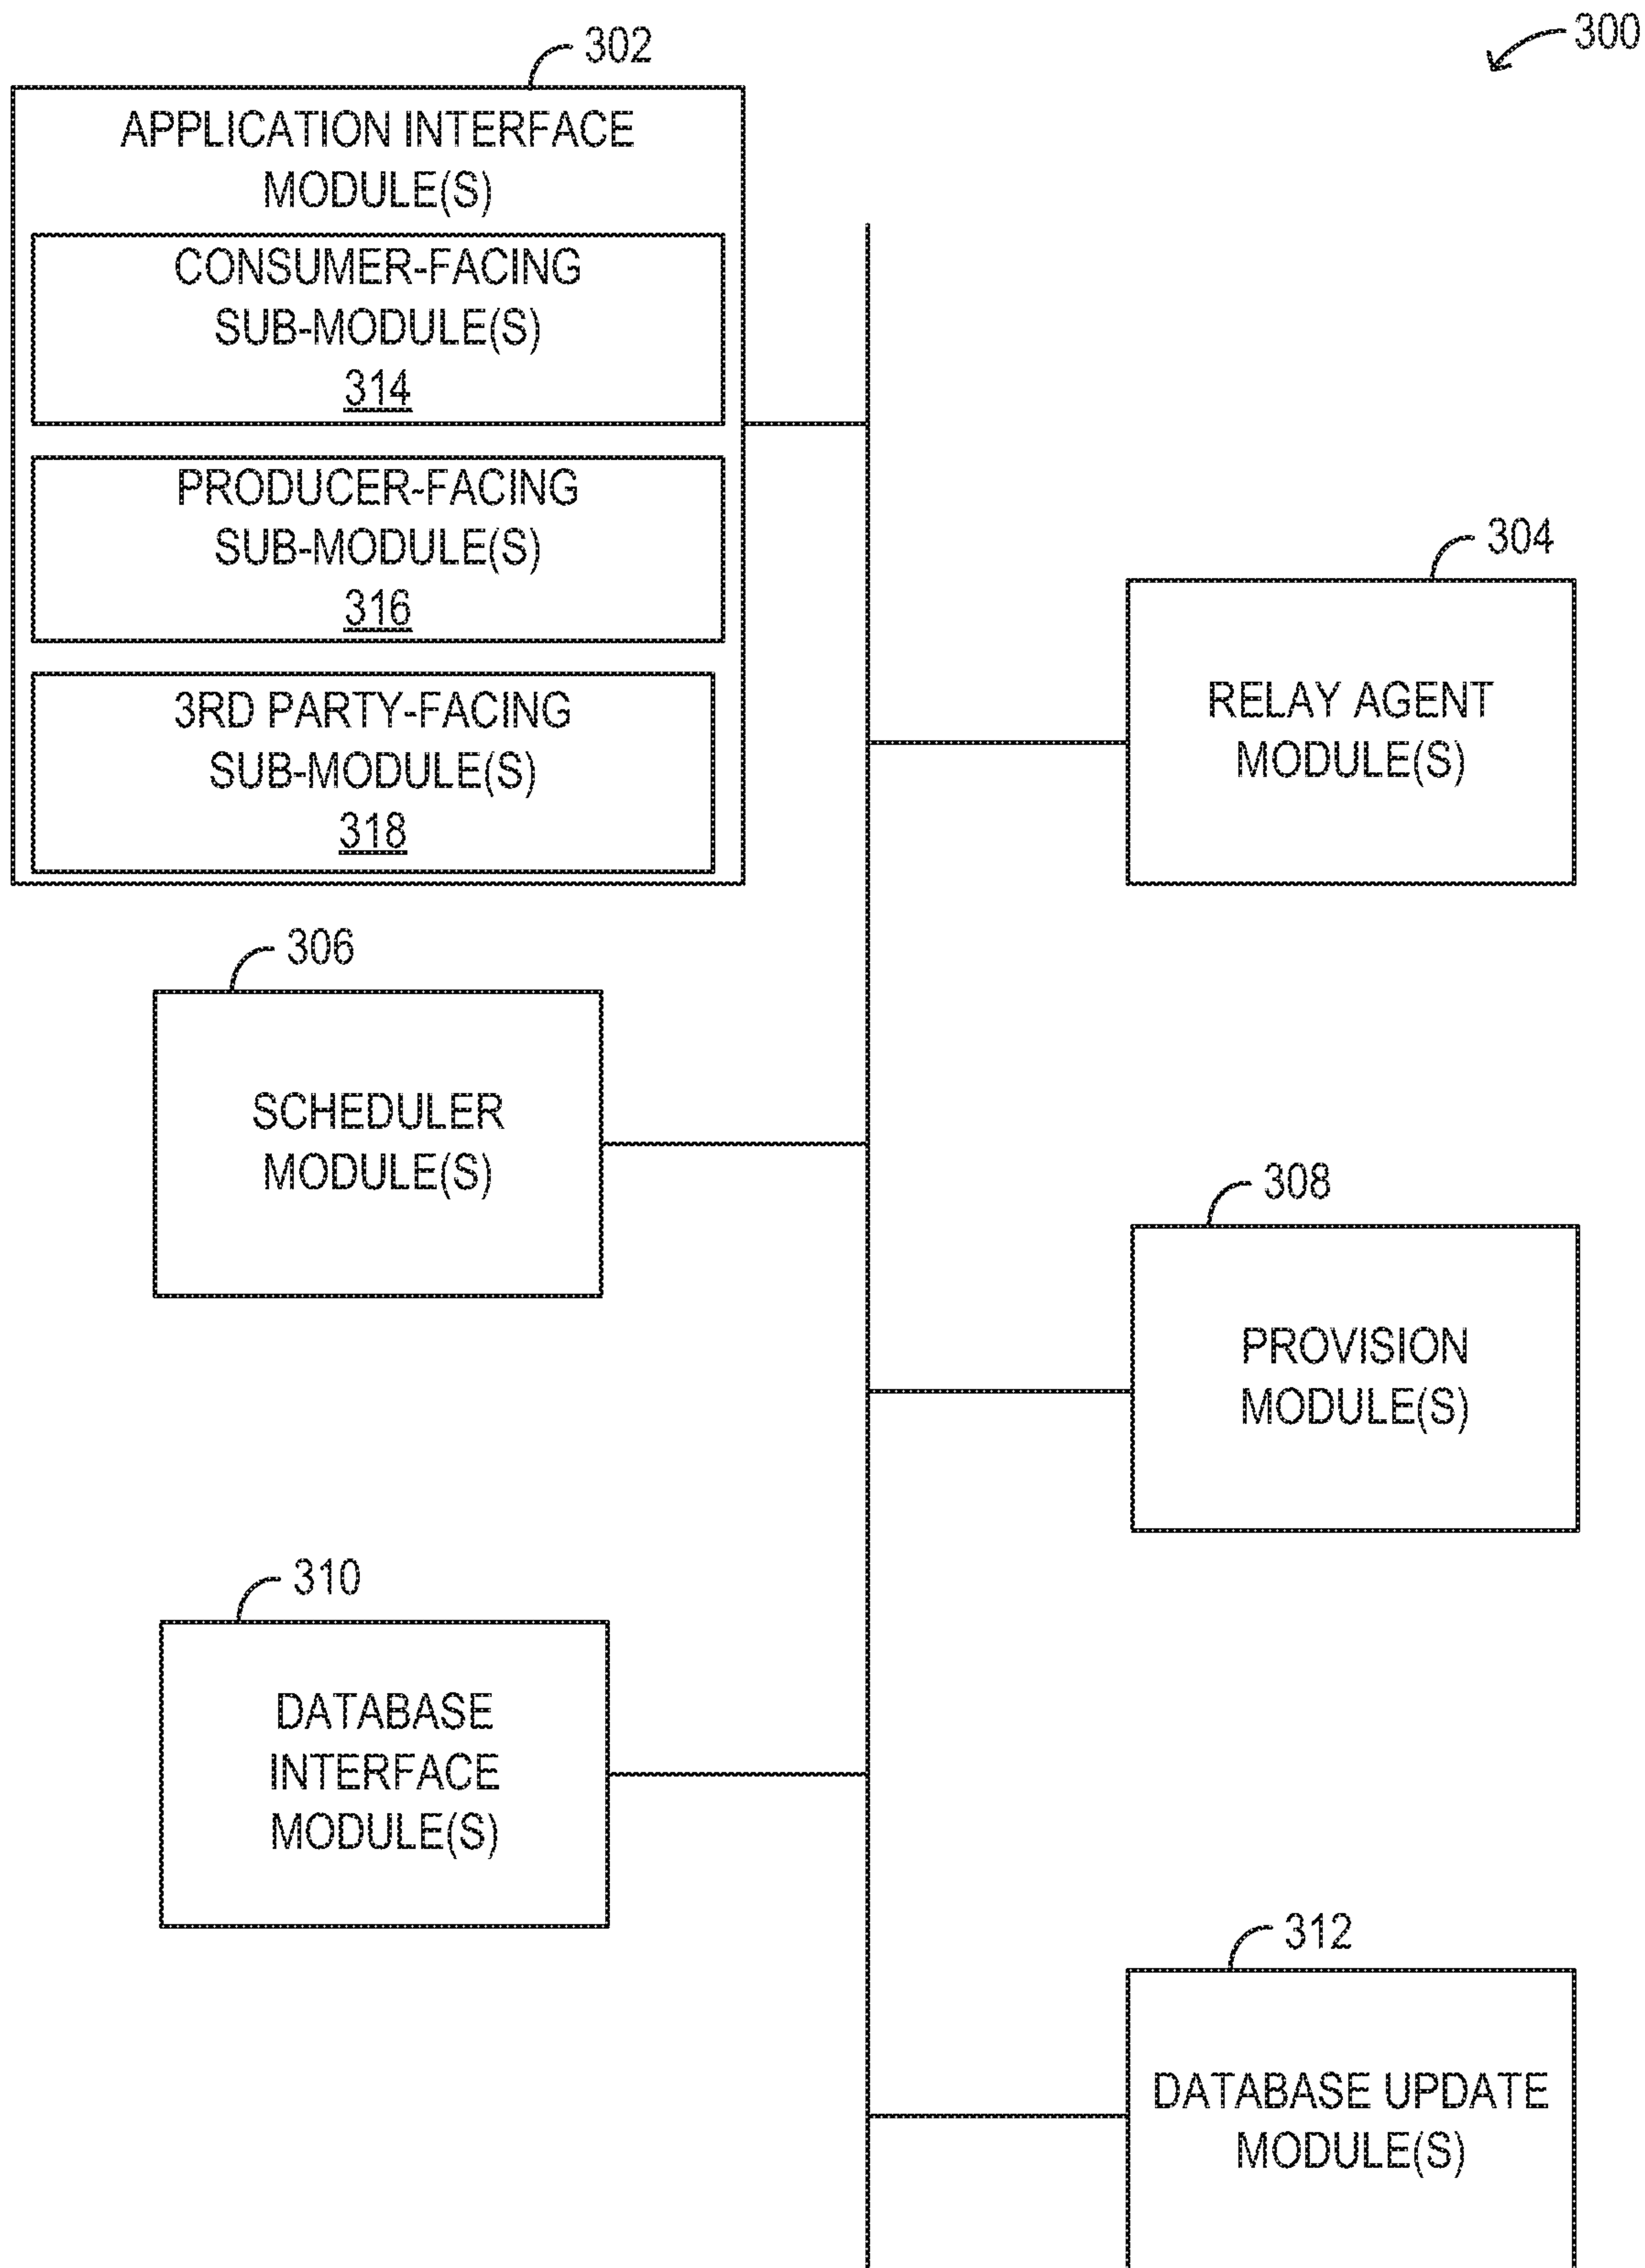 300
302
APPLICATION INTERFACE
MODULE(S)
CONSUMER-FACING
SUB-MODULE(S)
314
PRODUCER-FACING
SUB-MODULE(S)
316
3RD PARTY-FACING
SUB-MODULE(S)
318
304
RELAY AGENT
MODULE(S)
306
SCHEDULER
MODULE(S)
308
PROVISION
MODULE(S)
310
DATABASE
INTERFACE
MODULE(S)
312
DATABASE UPDATE
MODULE(S)